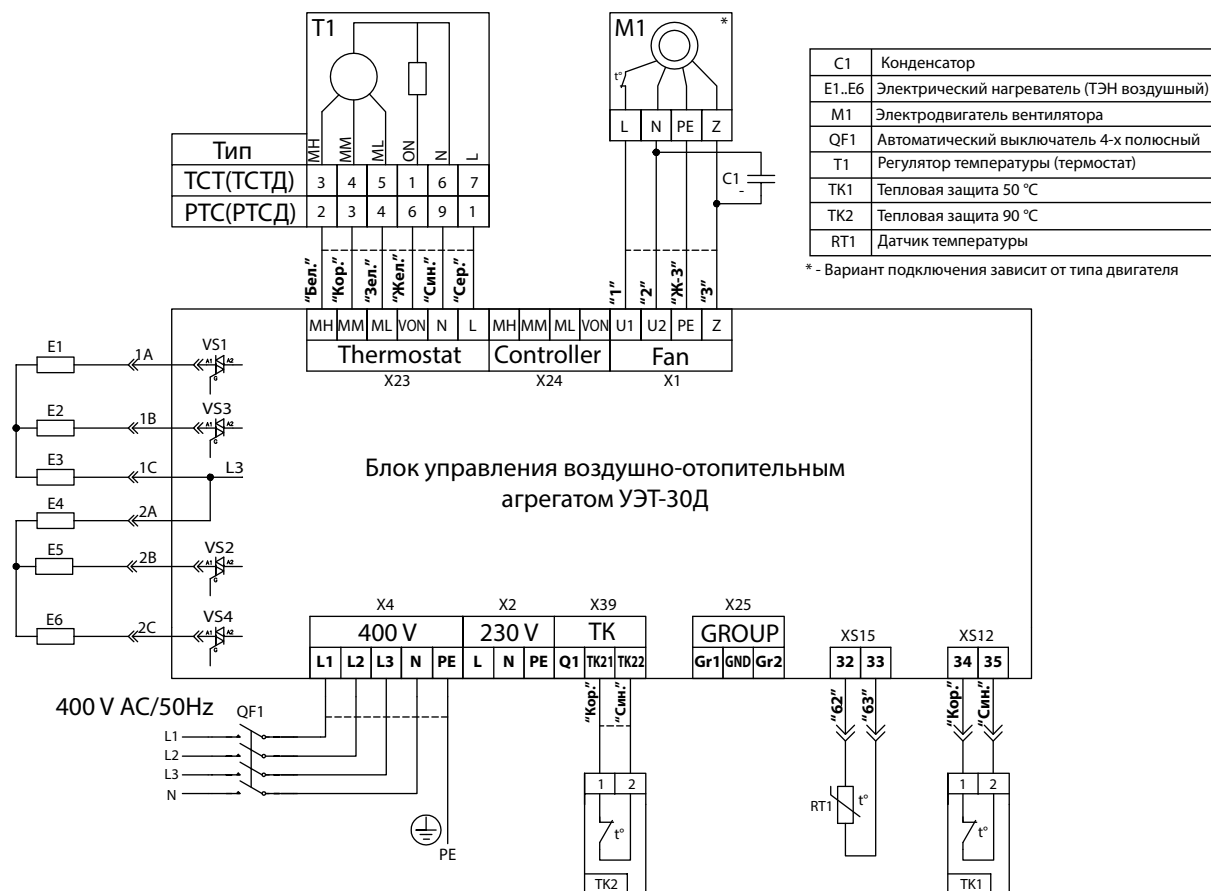 T1
MH MM ML ON N L
Тип
ТСТ(ТСТД) 3 4 5 1 6 7
РТС(РТСД) 2 3 4 6 9 1
"Бел." "Кор." "Зел." "Жел." "Син." "Сер."
M1 *
t°
L N PE Z
C1
"1" "2" "Ж-З" "3"
C1 Конденсатор
E1..E6 Электрический нагреватель (ТЭН воздушный)
M1 Электродвигатель вентилятора
QF1 Автоматический выключатель 4-х полюсный
T1 Регулятор температуры (термостат)
TK1 Тепловая защита 50 °C
TK2 Тепловая защита 90 °C
RT1 Датчик температуры
* - Вариант подключения зависит от типа двигателя
MH MM ML VON N L MH MM ML VON U1 U2 PE Z
Thermostat Controller Fan
X23 X24 X1
E1 1A VS1
A1 A2
G
E2 1B VS3
A1 A2
G
E3 1C L3
E4 2A
E5 2B VS2
A1 A2
G
E6 2C VS4
A1 A2
G
Блок управления воздушно-отопительным
агрегатом УЭТ-30Д
X4 X2 X39 X25 XS15 XS12
400 V 230 V TK GROUP
L1 L2 L3 N PE L N PE Q1 TK21 TK22 Gr1 GND Gr2 32 33 34 35
"Кор." "Син." "62" "63" "Кор." "Син."
400 V AC/50Hz
QF1
L1
L2
L3
N
PE
1 2
t°
TK2
RT1 t°
1 2
t°
TK1